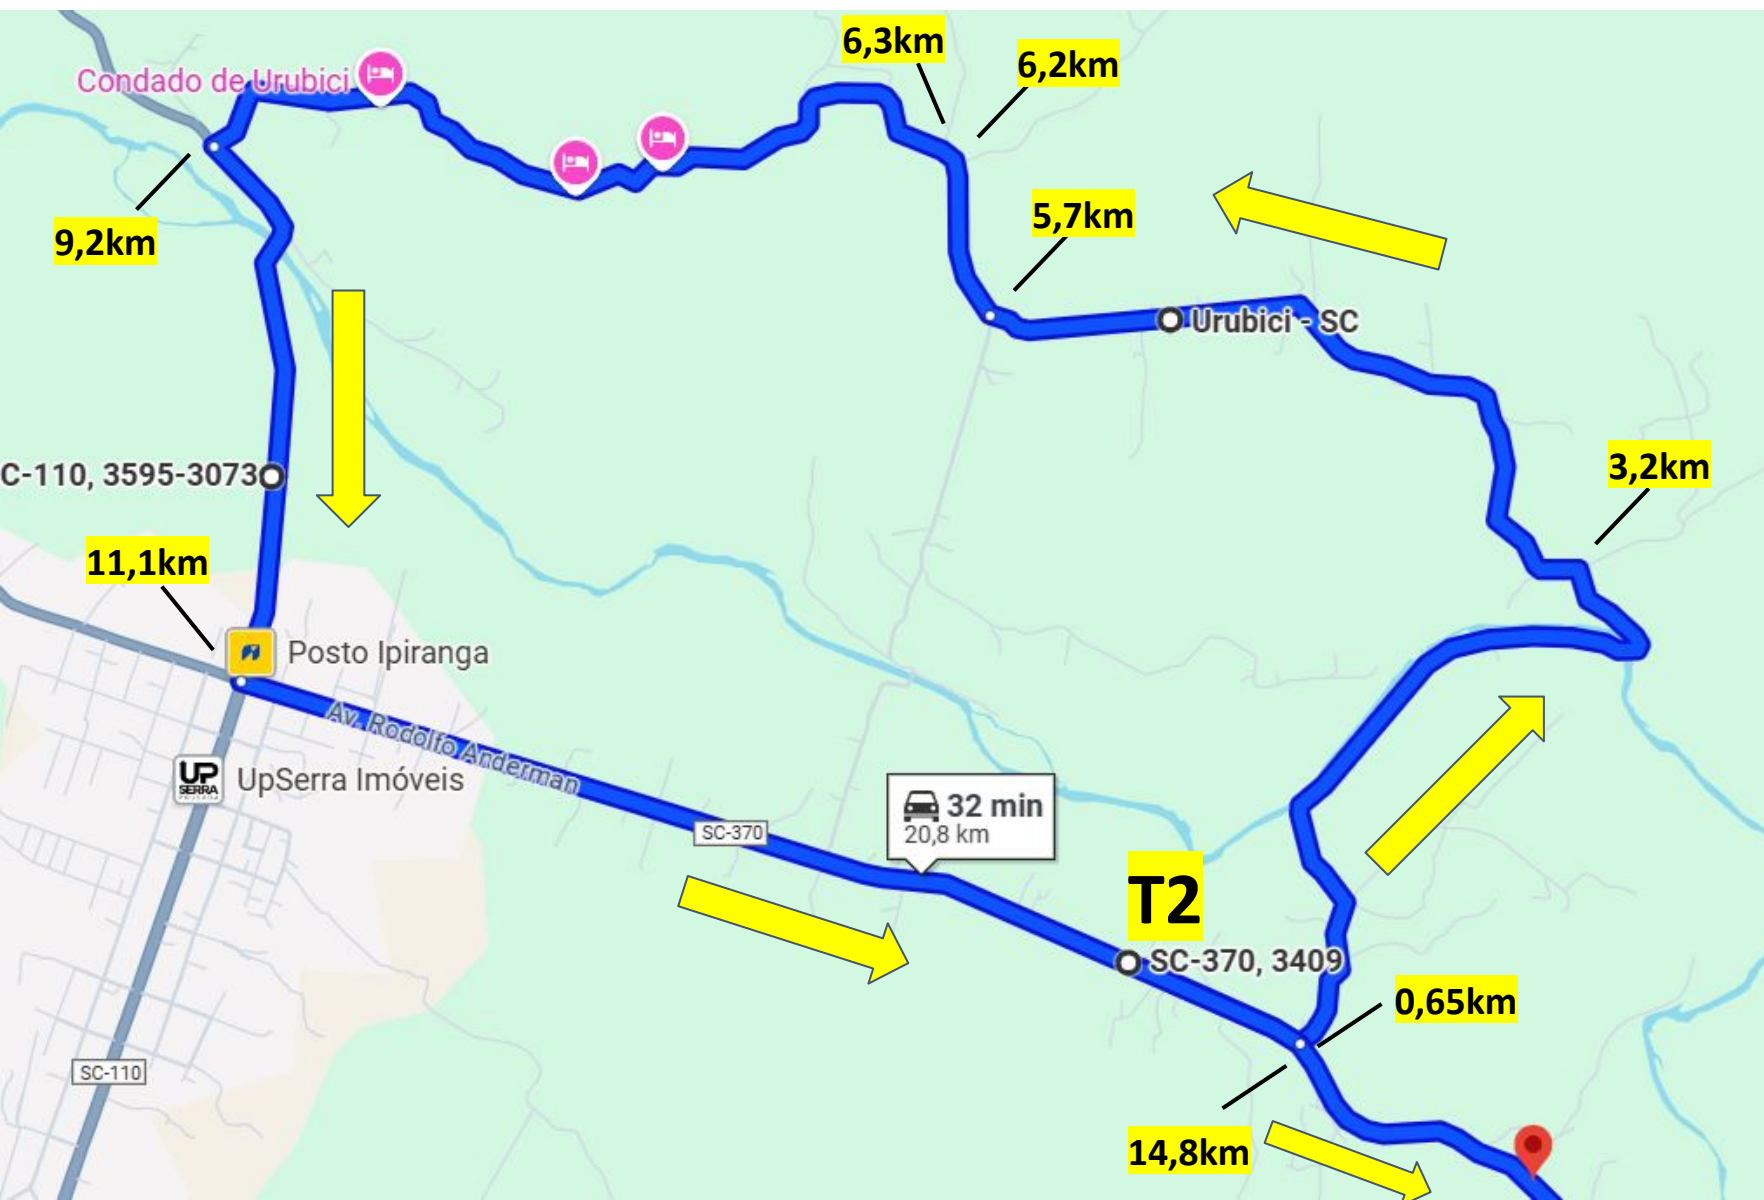 6,3km
6,2km
Condado de Urubici
9,2km
5,7km
Urubici - SC
3,2km
C-110, 3595-3073
11,1km
Posto Ipiranga
Av. Rodolfo Anderman
UP
SERRA
UpSerra Imóveis
SC-370
32 min
20,8 km
T2
SC-370, 3409
0,65km
SC-110
14,8km